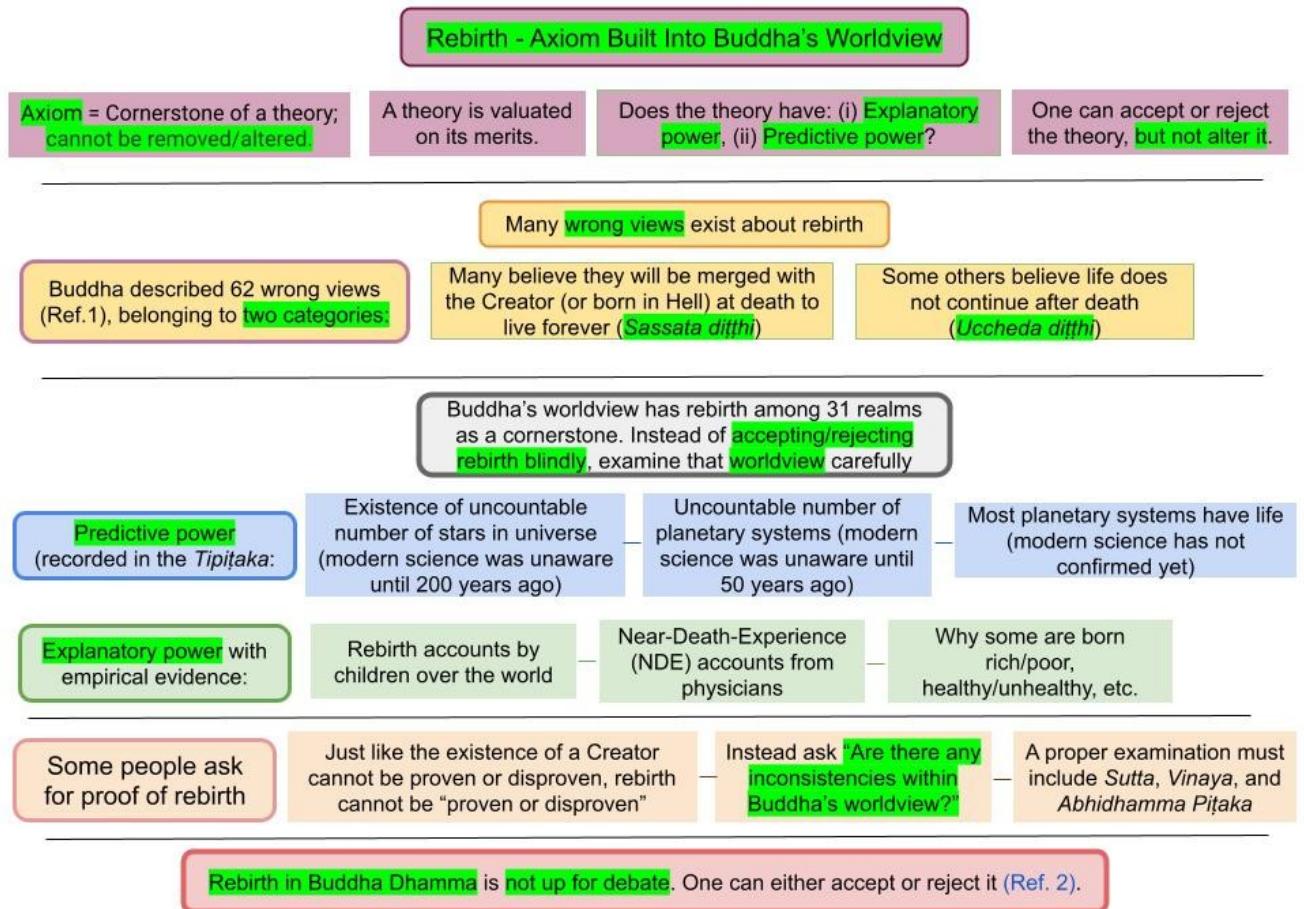 Rebirth - Axiom Built Into Buddha's Worldview
Axiom = Cornerstone of a theory;
cannot be removed/altered.
A theory is valuated
on its merits.
Does the theory have: (i) Explanatory
power, (ii) Predictive power?
One can accept or reject
the theory, but not alter it.
Many wrong views exist about rebirth
Buddha described 62 wrong views
(Ref.1), belonging to two categories:
Many believe they will be merged with
the Creator (or born in Hell) at death to
live forever (Sassata diṭṭhi)
Some others believe life does
not continue after death
(Uccheda diṭṭhi)
Buddha's worldview has rebirth among 31 realms
as a cornerstone. Instead of accepting/rejecting
rebirth blindly, examine that worldview carefully
Predictive power
(recorded in the Tipiṭaka:
Existence of uncountable
number of stars in universe
(modern science was unaware
until 200 years ago)
Uncountable number of
planetary systems (modern
science was unaware until
50 years ago)
Most planetary systems have life
(modern science has not
confirmed yet)
Explanatory power with
empirical evidence:
Rebirth accounts by
children over the world
Near-Death-Experience
(NDE) accounts from
physicians
Why some are born
rich/poor,
healthy/unhealthy, etc.
Some people ask
for proof of rebirth
Just like the existence of a Creator
cannot be proven or disproven, rebirth
cannot be "proven or disproven"
Instead ask "Are there any
inconsistencies within
Buddha's worldview?"
A proper examination must
include Sutta, Vinaya, and
Abhidhamma Piṭaka
Rebirth in Buddha Dhamma is not up for debate. One can either accept or reject it (Ref. 2).